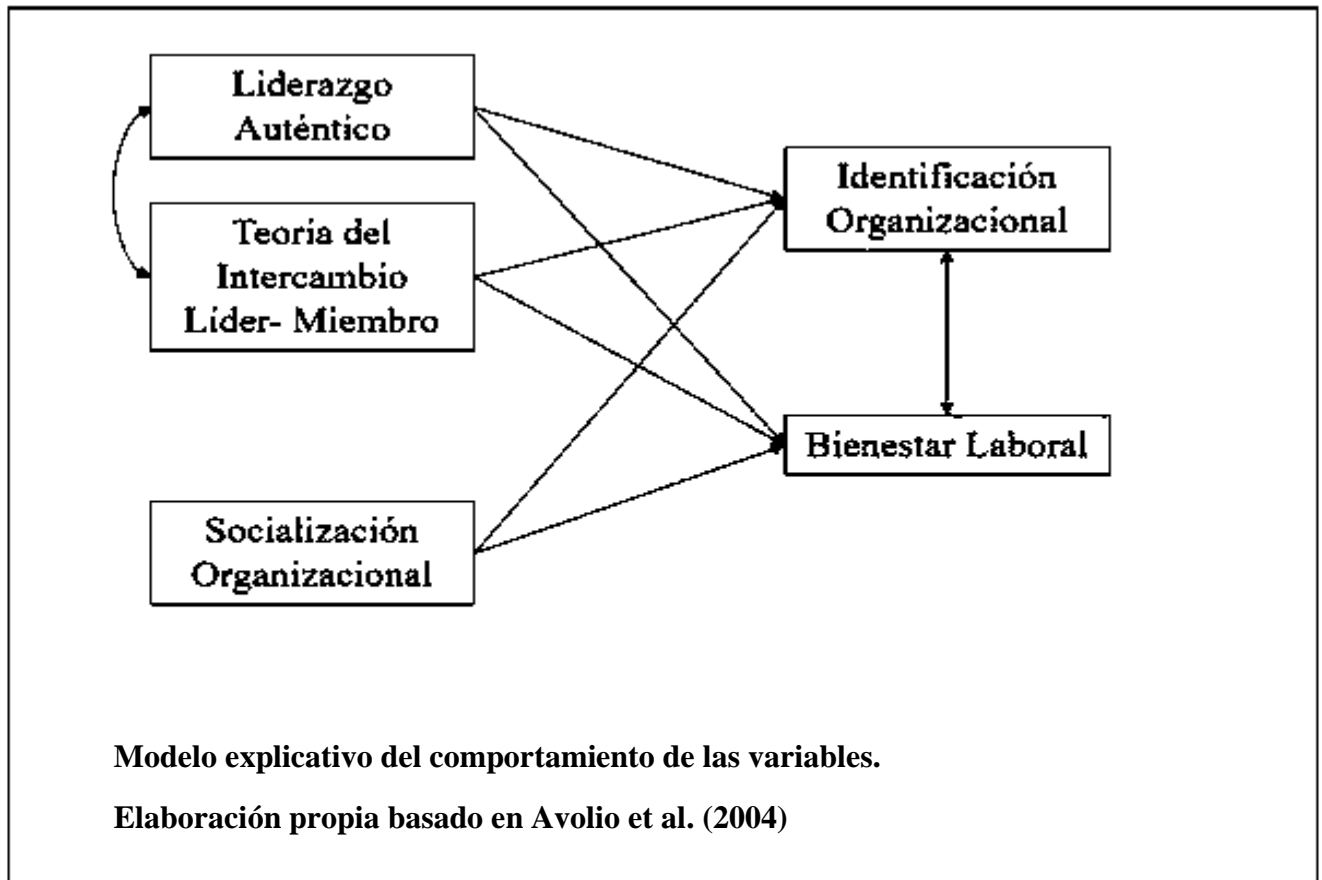 Liderazgo
Auténtico
Teoría del
Intercambio
Líder- Miembro
Socialización
Organizacional
Identificación
Organizacional
Bienestar Laboral
Modelo explicativo del comportamiento de las variables.
Elaboración propia basado en Avolio et al. (2004)